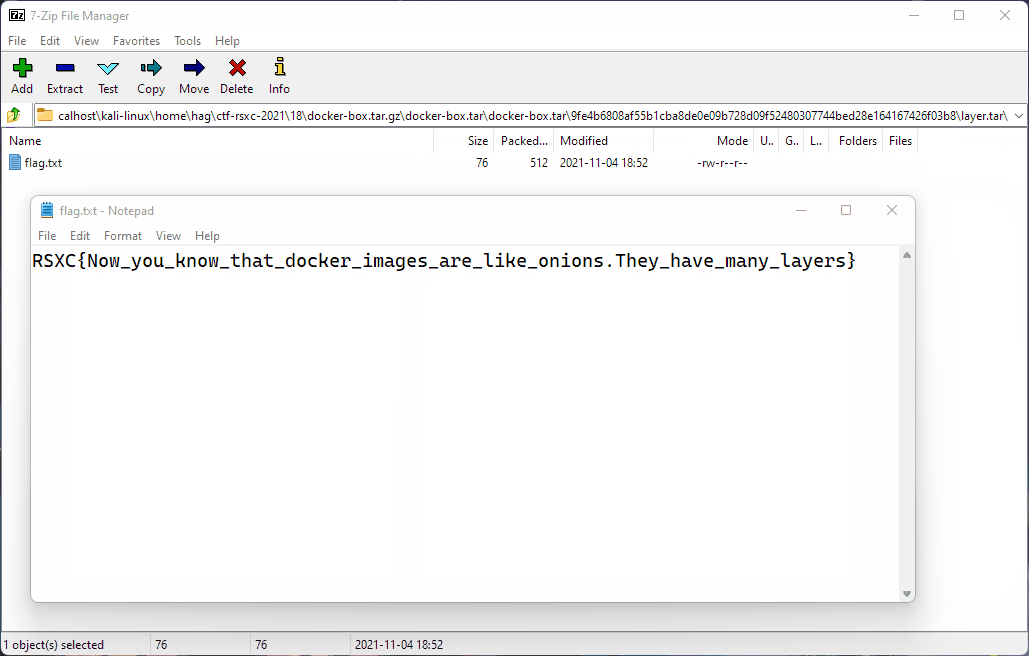 7-Zip File Manager
File Edit View Favorites Tools Help
Add Extract Test Copy Move Delete Info
calhost\kali-linux\home\hag\ctf-rsxc-2021\18\docker-box.tar.gz\docker-box.tar\docker-box.tar\9fe4b6808af55b1cba8de0e09b728d09f52480307744bed28e164167426f03b8\layer.tar\
Name Size Packed... Modified Mode U.. G.. L.. Folders Files
flag.txt 76 512 2021-11-04 18:52 -rw-r--r--
flag.txt - Notepad
File Edit Format View Help
RSXC{Now_you_know_that_docker_images_are_like_onions.They_have_many_layers}
1 object(s) selected 76 76 2021-11-04 18:52